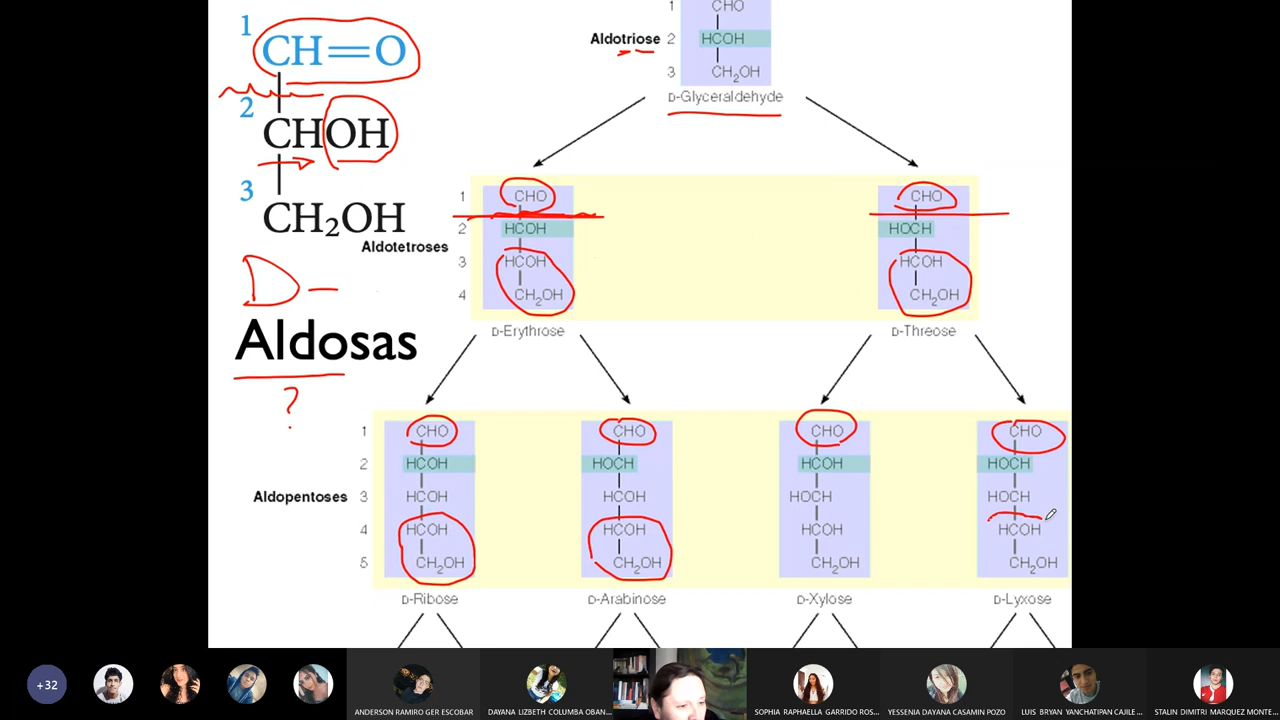 1
CH=O
2
CHOH
3
CH₂OH
D-
Aldosas
?
1 CHO
Aldotriose 2 HCOH
3 CH₂OH
D-Glyceraldehyde
Aldotetroses
1 CHO CHO
2 HCOH HOCH
3 HCOH HCOH
4 CH₂OH CH₂OH
D-Erythrose D-Threose
Aldopentoses
1 CHO CHO CHO CHO
2 HCOH HOCH HCOH HOCH
3 HCOH HCOH HOCH HOCH
4 HCOH HCOH HCOH HCOH
5 CH₂OH CH₂OH CH₂OH CH₂OH
D-Ribose D-Arabinose D-Xylose D-Lyxose
+32
ANDERSON RAMIRO GER ESCOBAR
DAYANA LIZBETH COLUMBA OBAN...
SOPHIA RAPHAELLA GARRIDO ROS...
YESSENIA DAYANA CASAMIN POZO
LUIS BRYAN YANCHATIPAN CAJILE...
STALIN DIMITRI MARQUEZ MONTE...